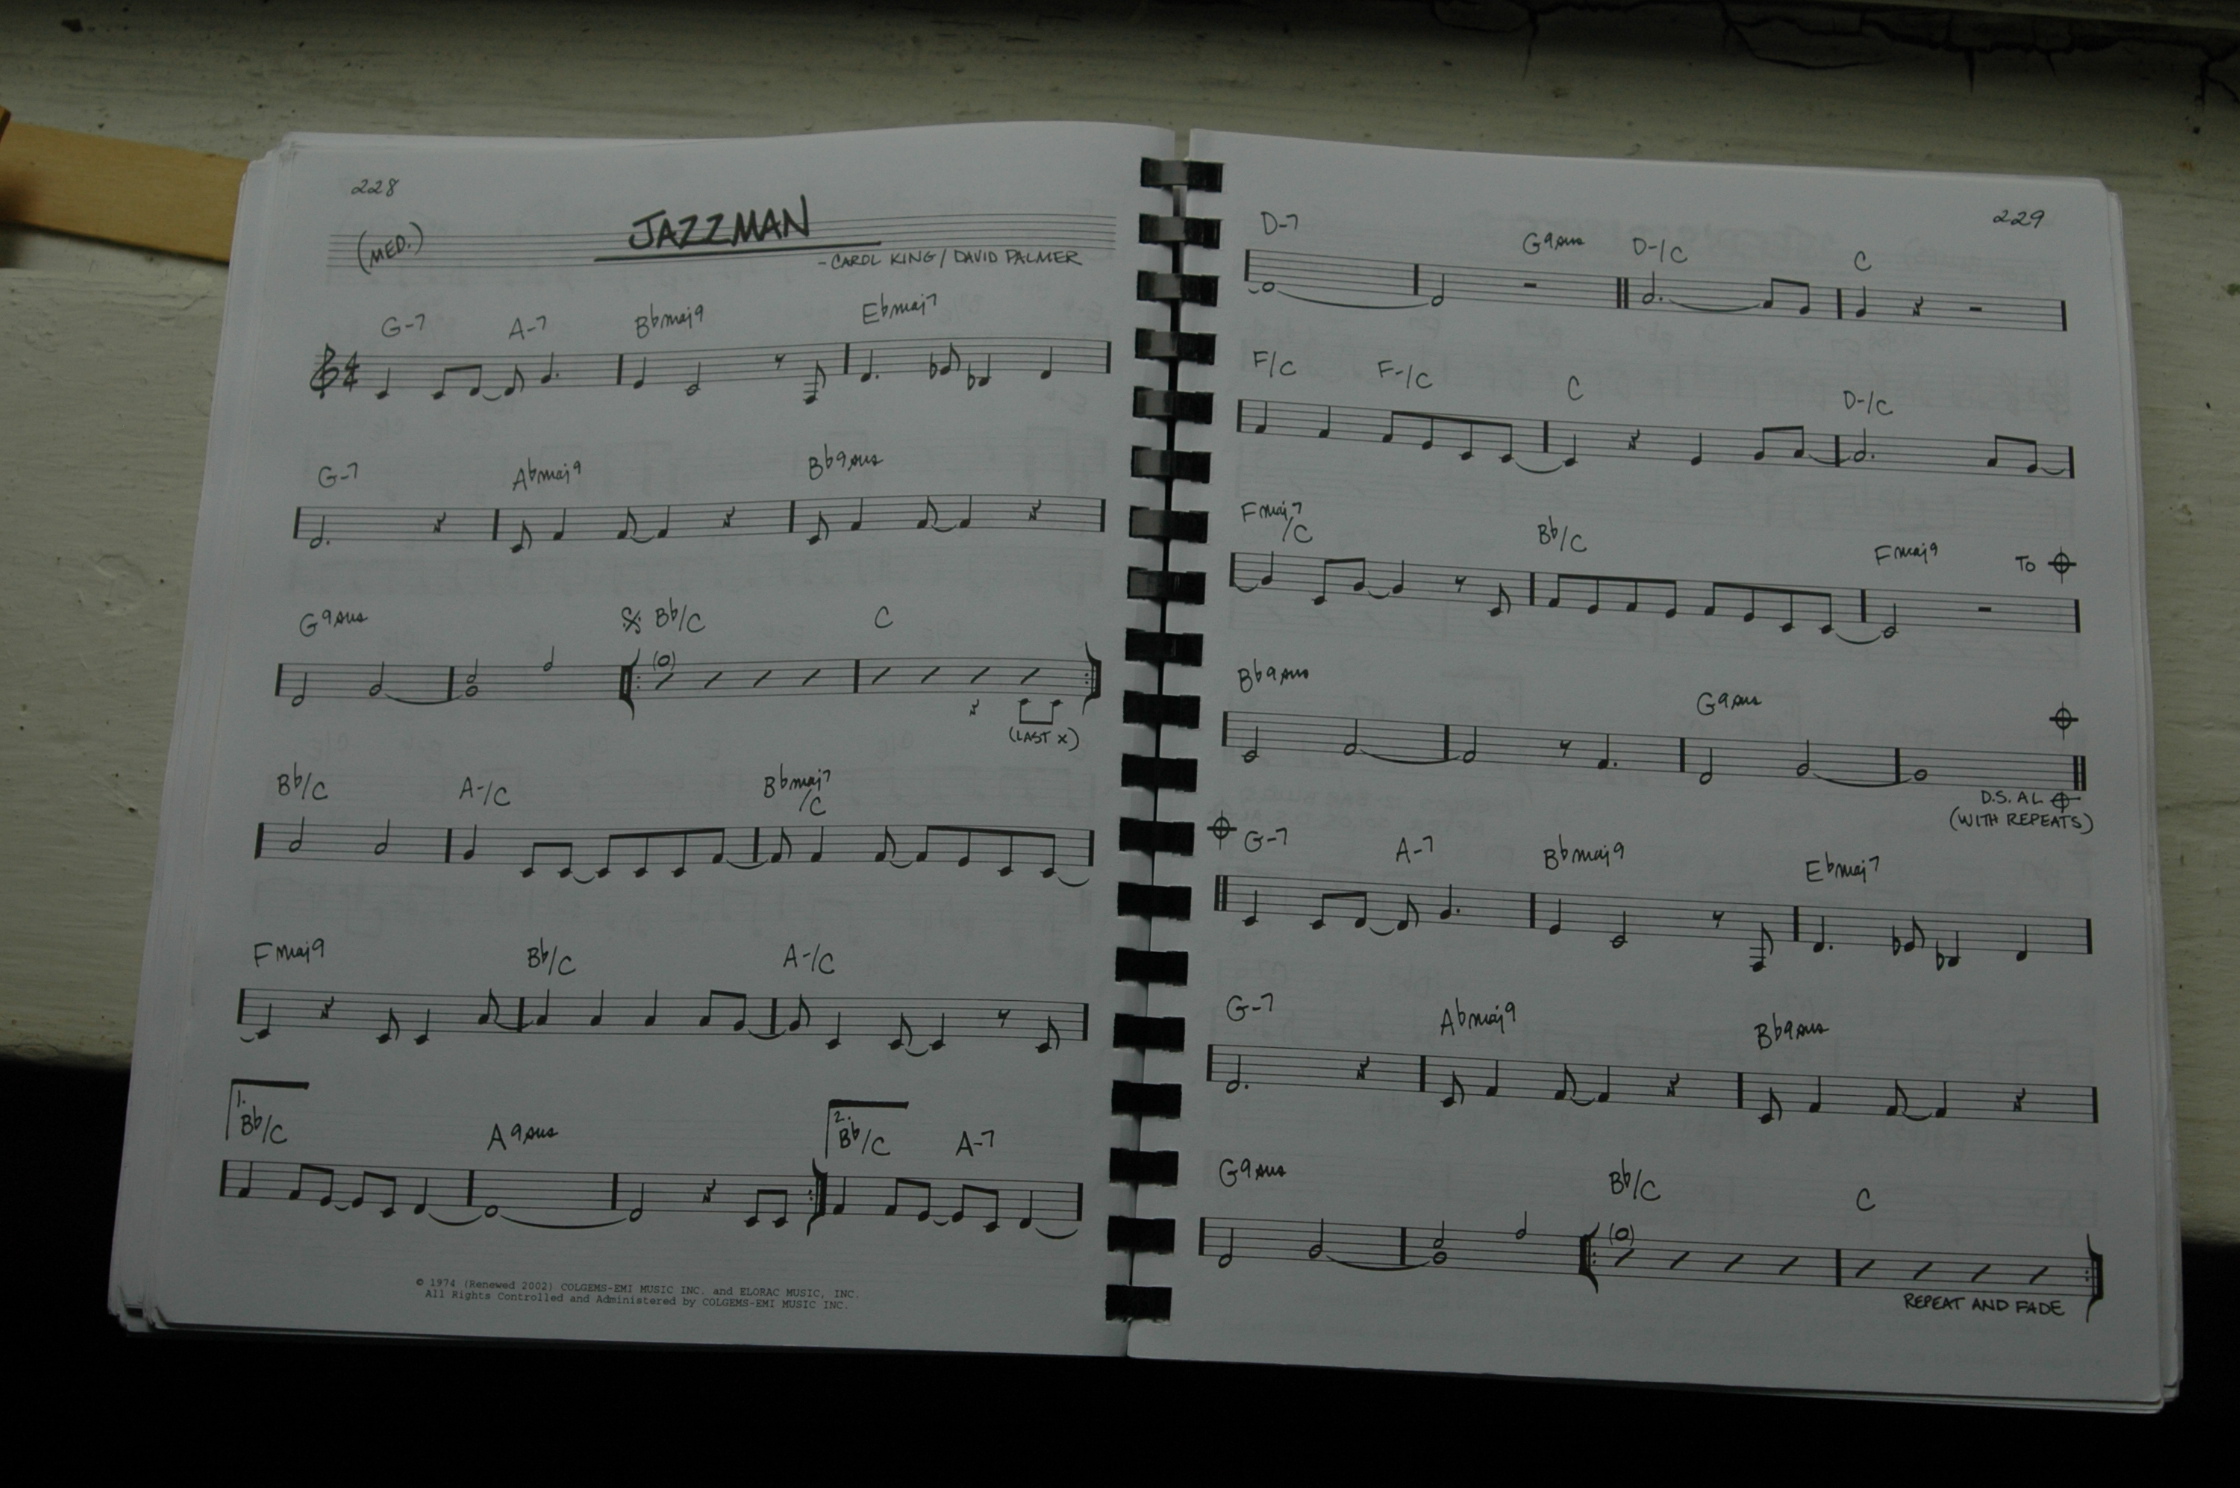 228
JAZZMAN
(MED.)
- CAROL KING / DAVID PALMER
G-7 A-7 Bbmaj9 Ebmaj7
G-7 Abmaj9 Bb9sus
G9sus Bb/C C
(LAST X)
Bb/C A-/C Bbmaj7/C
Fmaj9 Bb/C A-/C
1. 2.
Bb/C A9sus Bb/C A-7
© 1974 (Renewed 2002) COLGEMS-EMI MUSIC INC. and ELORAC MUSIC, INC.
All Rights Controlled and Administered by COLGEMS-EMI MUSIC INC.
229
D-7 G9sus D-/C C
F/C F-/C C D-/C
Fmaj7/C Bb/C Fmaj9 TO
Bb9sus G9sus
D.S. AL
(WITH REPEATS)
G-7 A-7 Bbmaj9 Ebmaj7
G-7 Abmaj9 Bb9sus
G9sus Bb/C C
REPEAT AND FADE